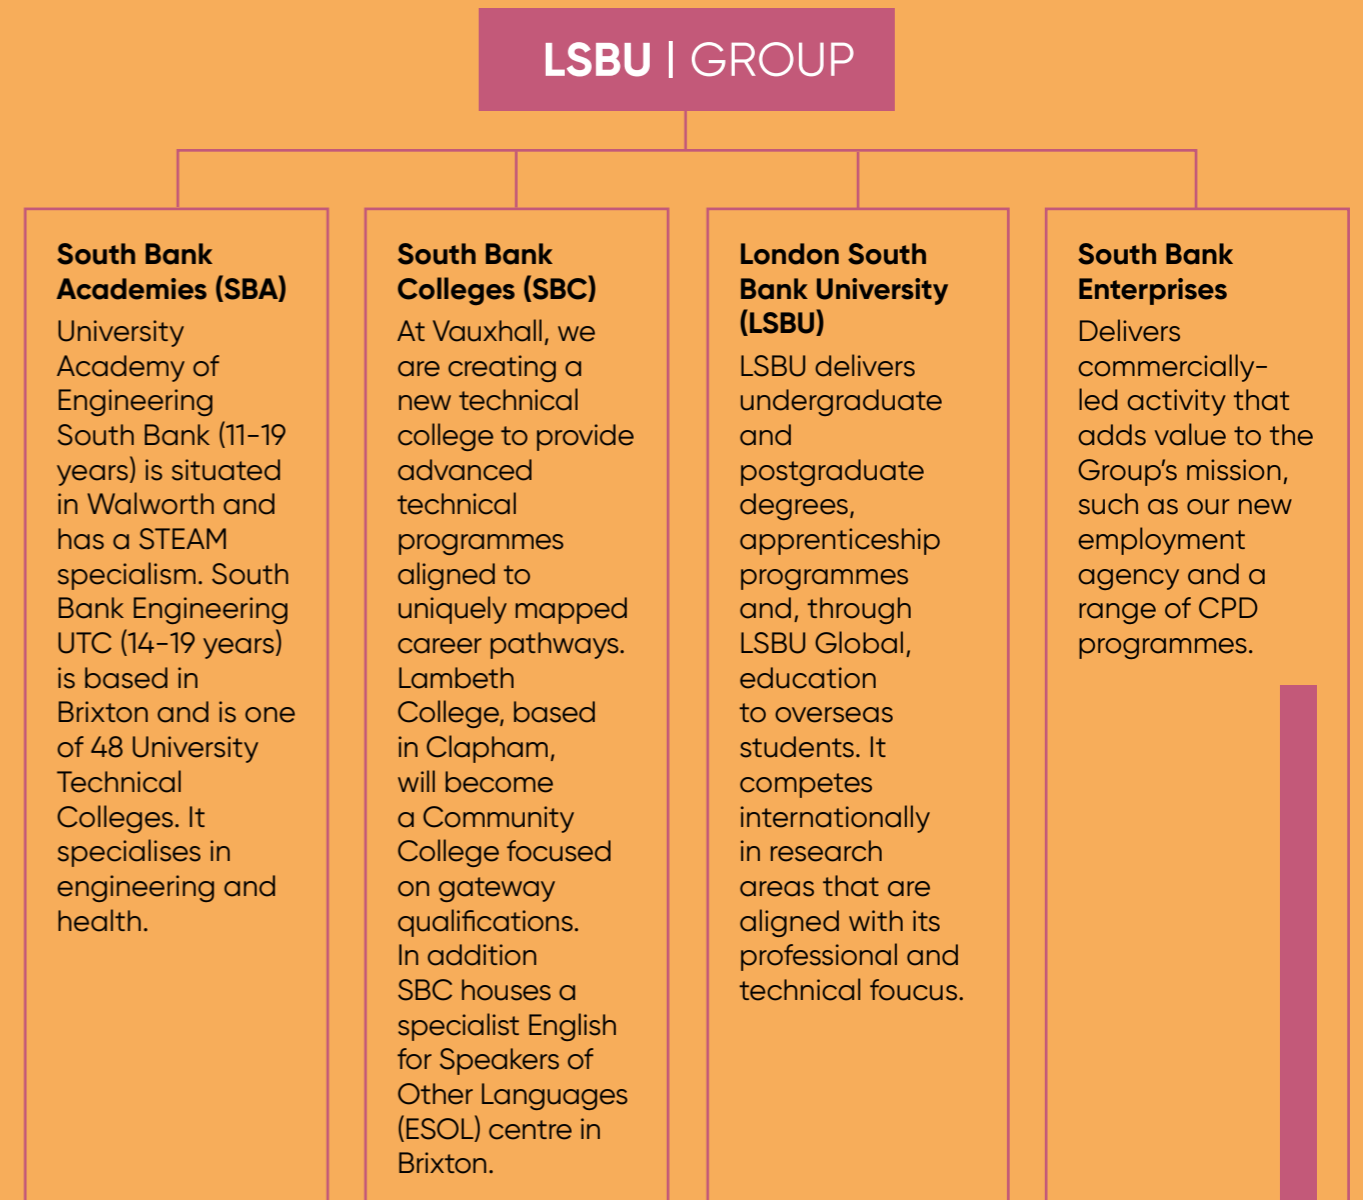 LSBU | GROUP
South Bank
Academies (SBA)
University
Academy of
Engineering
South Bank (11-19
years) is situated
in Walworth and
has a STEAM
specialism. South
Bank Engineering
UTC (14-19 years)
is based in
Brixton and is one
of 48 University
Technical
Colleges. It
specialises in
engineering and
health.
South Bank
Colleges (SBC)
At Vauxhall, we
are creating a
new technical
college to provide
advanced
technical
programmes
aligned to
uniquely mapped
career pathways.
Lambeth
College, based
in Clapham,
will become
a Community
College focused
on gateway
qualifications.
In addition
SBC houses a
specialist English
for Speakers of
Other Languages
(ESOL) centre in
Brixton.
London South
Bank University
(LSBU)
LSBU delivers
undergraduate
and
postgraduate
degrees,
apprenticeship
programmes
and, through
LSBU Global,
education
to overseas
students. It
competes
internationally
in research
areas that are
aligned with its
professional and
technical foucus.
South Bank
Enterprises
Delivers
commercially-
led activity that
adds value to the
Group's mission,
such as our new
employment
agency and a
range of CPD
programmes.